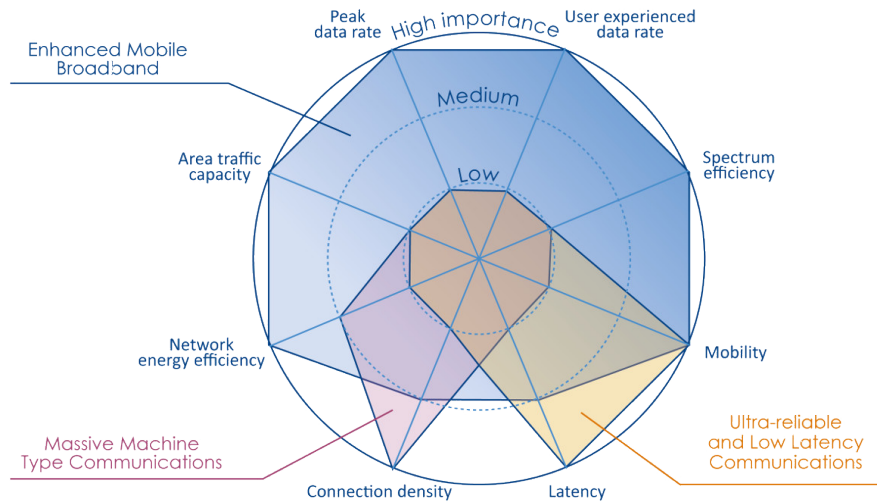 Peak
data rate
High importance
User experienced
data rate
Enhanced Mobile
Broadband
Medium
Area traffic
capacity
Low
Spectrum
efficiency
Network
energy efficiency
Mobility
Massive Machine
Type Communications
Ultra-reliable
and Low Latency
Communications
Connection density
Latency